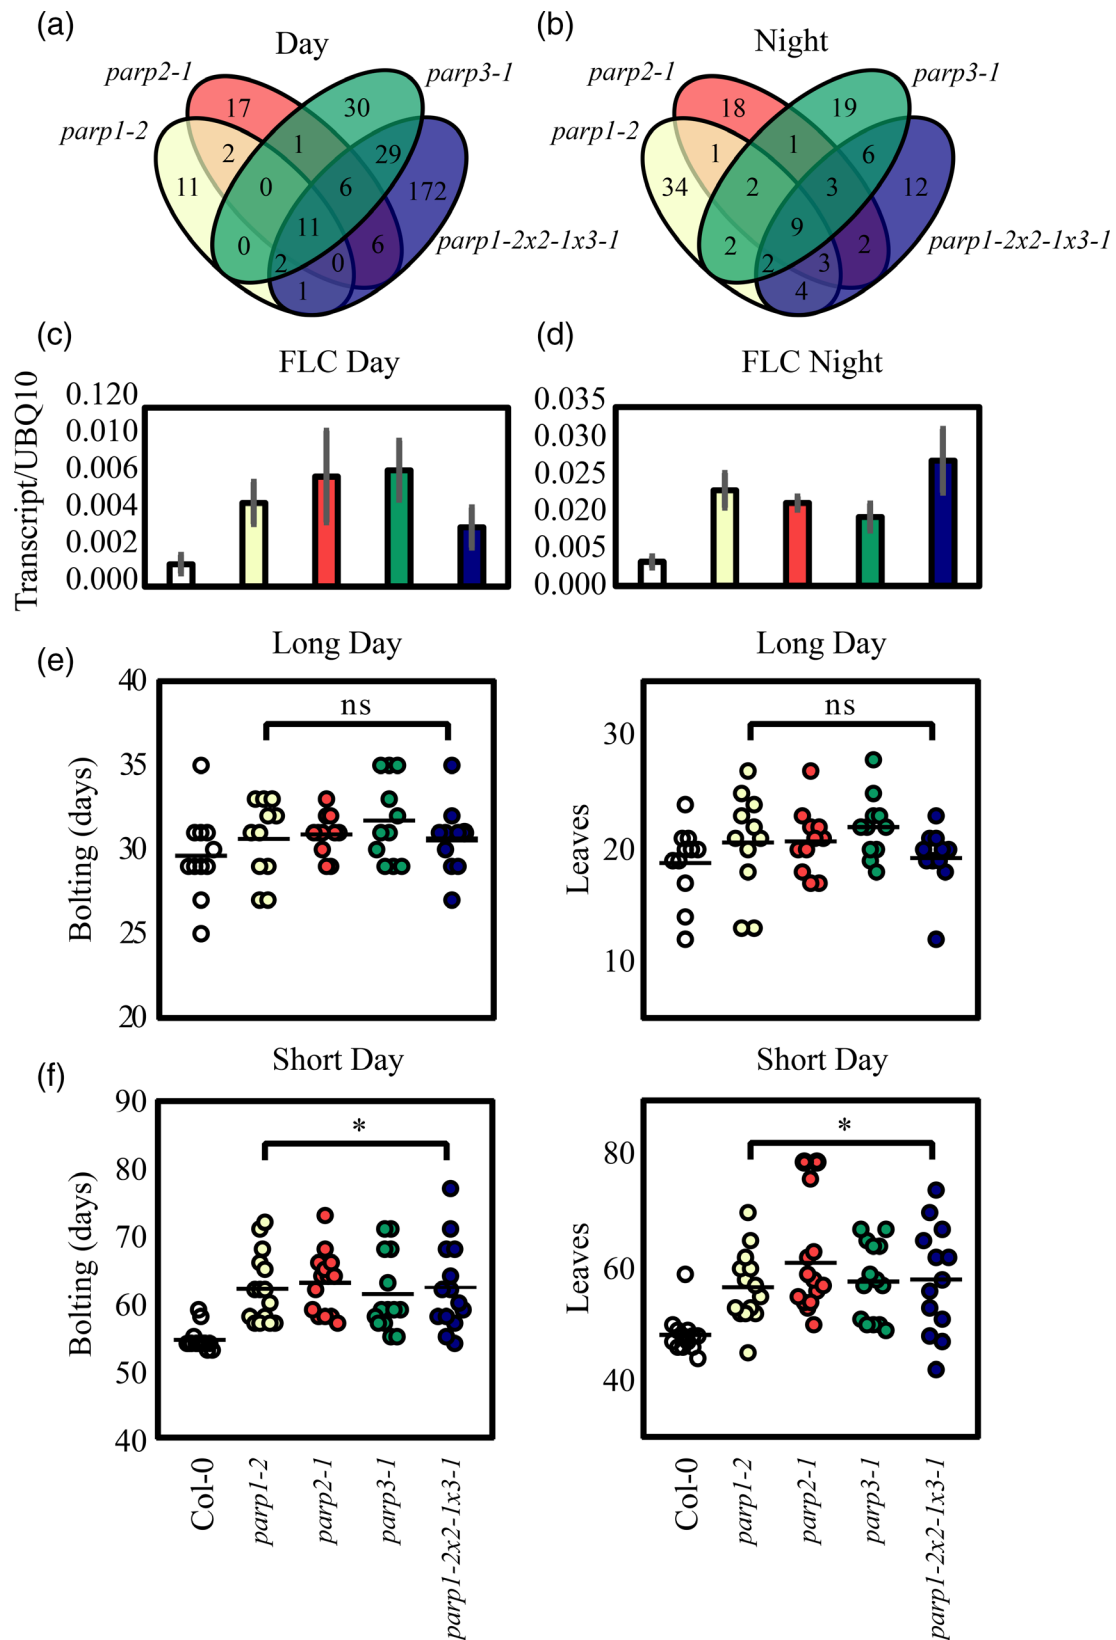 (a)
Day
parp2-1
parp3-1
parp1-2
parp1-2x2-1x3-1
17
30
2
1
29
11
0
6
172
11
0
6
2
0
1
(b)
Night
parp2-1
parp3-1
parp1-2
parp1-2x2-1x3-1
18
19
1
1
6
34
2
3
12
9
2
2
2
3
4
(c)
FLC Day
Transcript/UBQ10
0.120
0.010
0.006
0.004
0.002
0.000
(d)
FLC Night
0.035
0.030
0.025
0.020
0.005
0.000
(e)
Long Day
Bolting (days)
40
35
30
25
20
ns
Long Day
Leaves
30
20
10
ns
(f)
Short Day
Bolting (days)
90
80
70
60
50
40
*
Short Day
Leaves
80
60
40
*
Col-0
parp1-2
parp2-1
parp3-1
parp1-2x2-1x3-1
Col-0
parp1-2
parp2-1
parp3-1
parp1-2x2-1x3-1